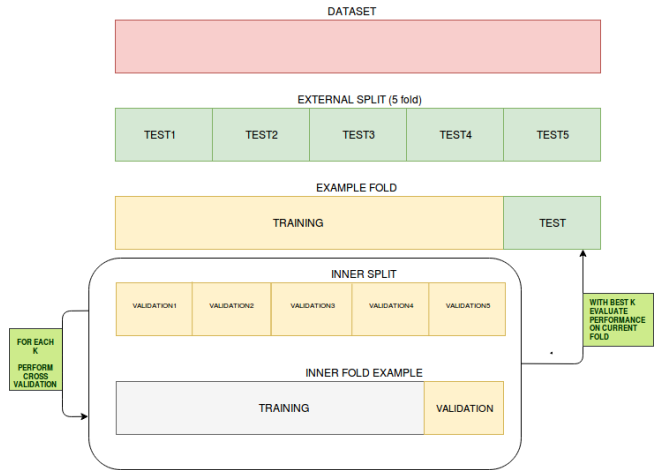 DATASET
EXTERNAL SPLIT (5 fold)
TEST1
TEST2
TEST3
TEST4
TEST5
EXAMPLE FOLD
TRAINING
TEST
INNER SPLIT
VALIDATION1
VALIDATION2
VALIDATION3
VALIDATION4
VALIDATION5
FOR EACH
K
PERFORM
CROSS
VALIDATION
WITH BEST K
EVALUATE
PERFORMANCE
ON CURRENT
FOLD
INNER FOLD EXAMPLE
TRAINING
VALIDATION